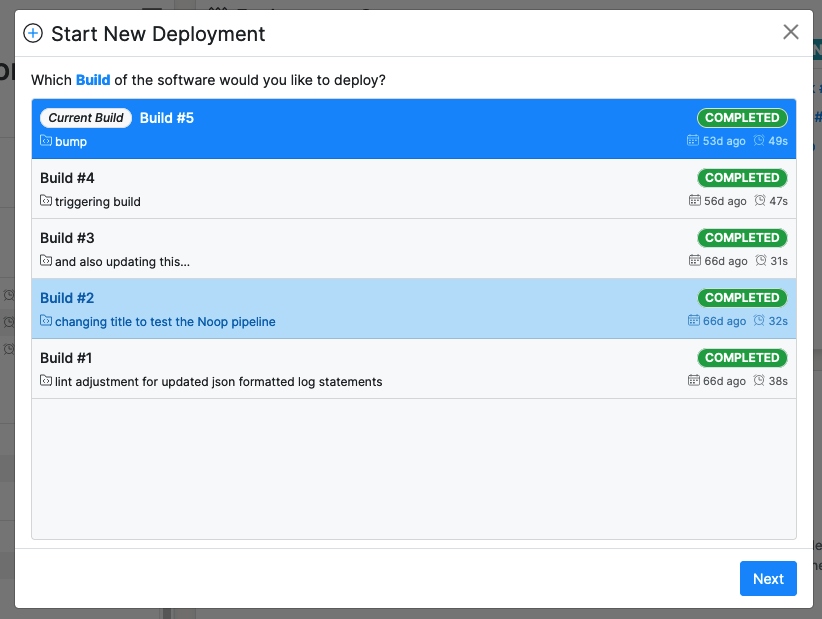 Start New Deployment
Which Build of the software would you like to deploy?
Current Build Build #5 COMPLETED
bump 53d ago 49s
Build #4 COMPLETED
triggering build 56d ago 47s
Build #3 COMPLETED
and also updating this... 66d ago 31s
Build #2 COMPLETED
changing title to test the Noop pipeline 66d ago 32s
Build #1 COMPLETED
lint adjustment for updated json formatted log statements 66d ago 38s
Next